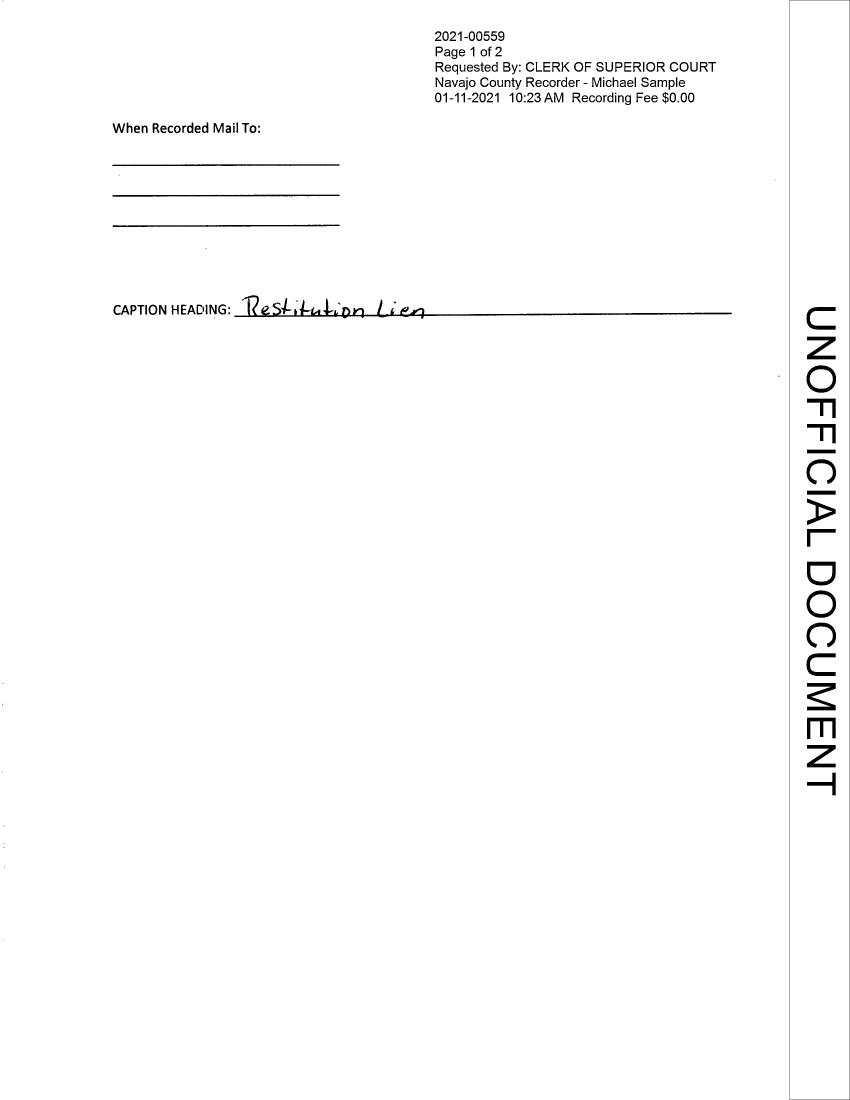 2021-00559
Page 1 of 2
Requested By: CLERK OF SUPERIOR COURT
Navajo County Recorder - Michael Sample
01-11-2021 10:23 AM Recording Fee $0.00
When Recorded Mail To:
CAPTION HEADING: Restitution Lien
UNOFFICIAL DOCUMENT